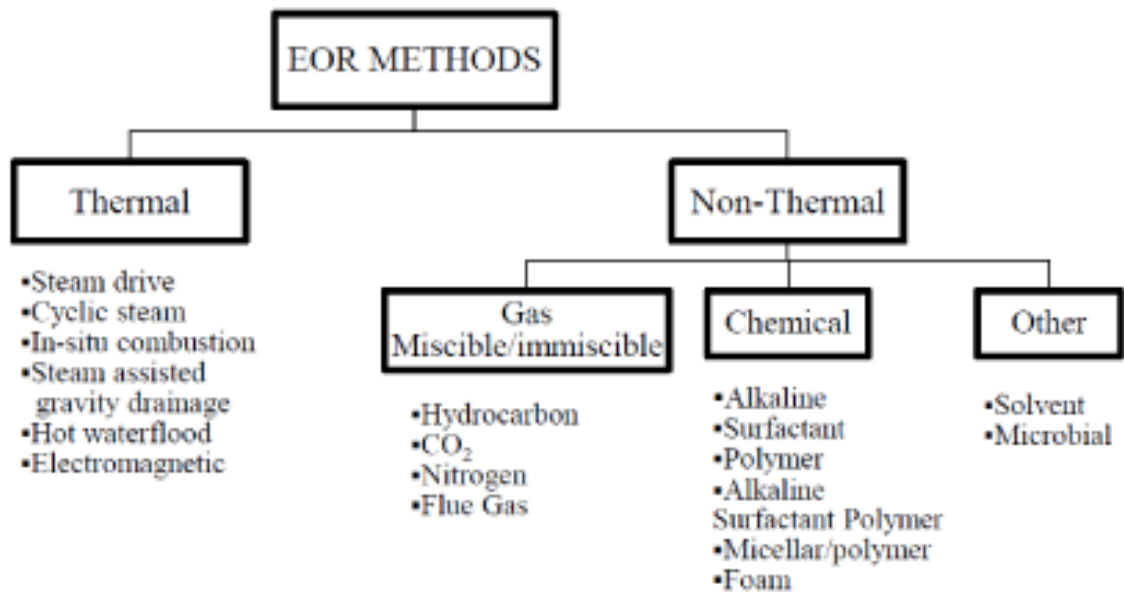 EOR METHODS
Thermal
Non-Thermal
▪Steam drive
▪Cyclic steam
▪In-situ combustion
▪Steam assisted
gravity drainage
▪Hot waterflood
▪Electromagnetic
Gas
Miscible/immiscible
▪Hydrocarbon
▪CO₂
▪Nitrogen
▪Flue Gas
Chemical
▪Alkaline
▪Surfactant
▪Polymer
▪Alkaline
Surfactant Polymer
▪Micellar/polymer
▪Foam
Other
▪Solvent
▪Microbial